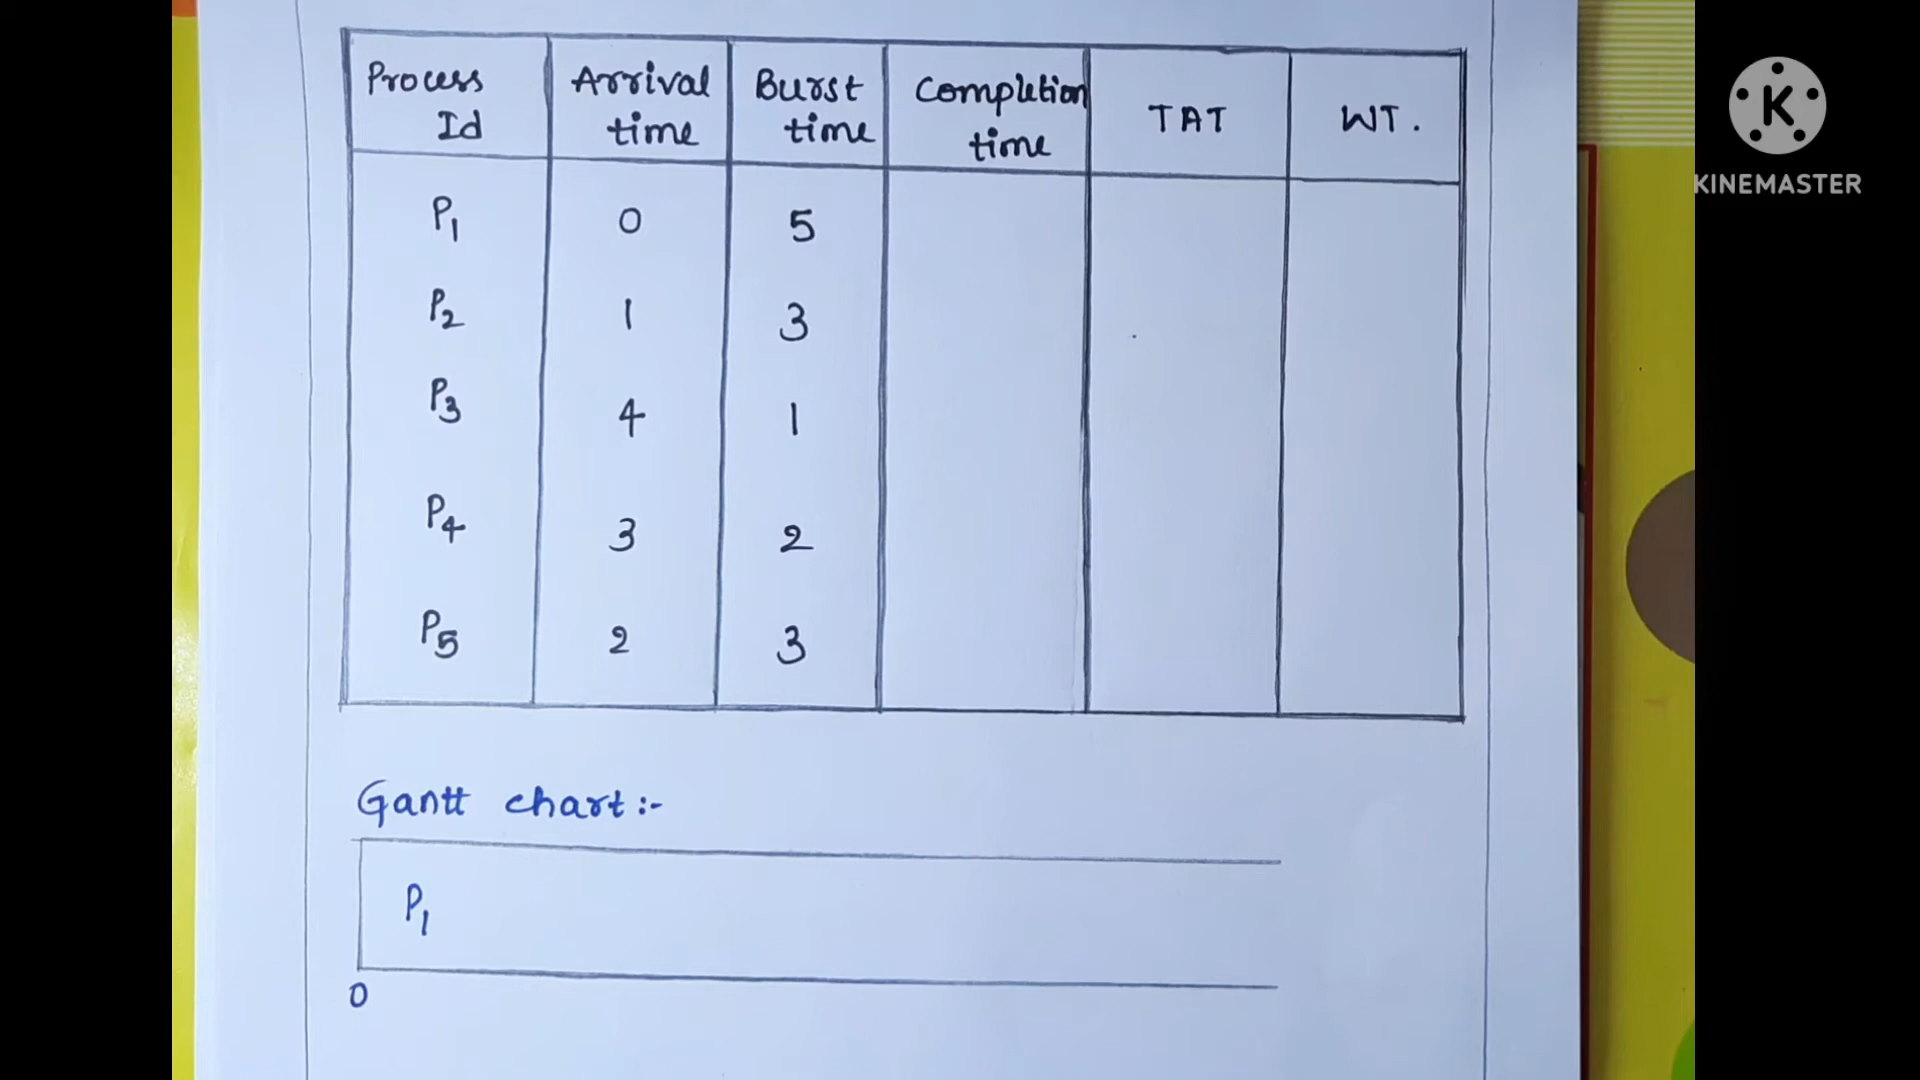 Process Id Arrival time Burst time Completion time TAT WT.
P1 0 5
P2 1 3
P3 4 1
P4 3 2
P5 2 3
Gantt chart:-
P1
0
K
KINEMASTER